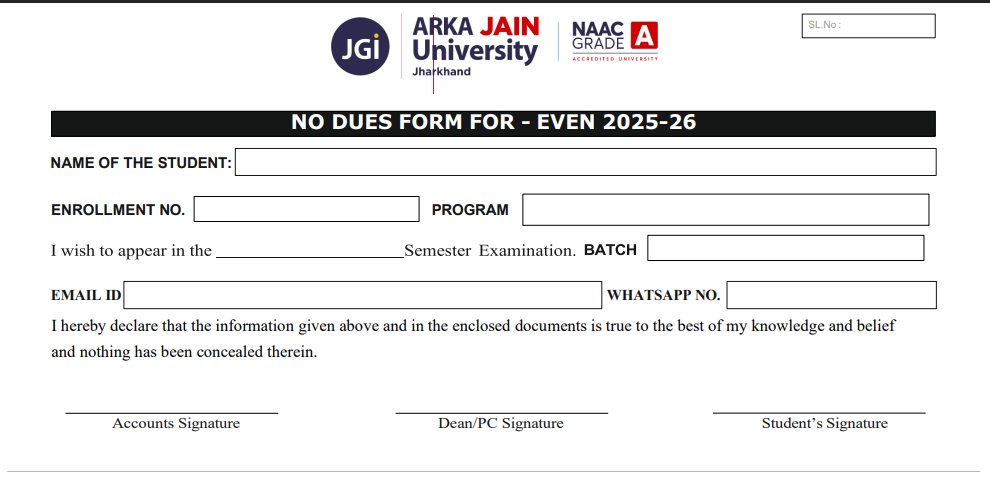 JGi
ARKA JAIN
University
Jharkhand
NAAC
GRADE A
ACCREDITED UNIVERSITY
SL.No :
NO DUES FORM FOR - EVEN 2025-26
NAME OF THE STUDENT:
ENROLLMENT NO. PROGRAM
I wish to appear in the ______________________Semester Examination. BATCH
EMAIL ID WHATSAPP NO.
I hereby declare that the information given above and in the enclosed documents is true to the best of my knowledge and belief
and nothing has been concealed therein.
Accounts Signature Dean/PC Signature Student’s Signature